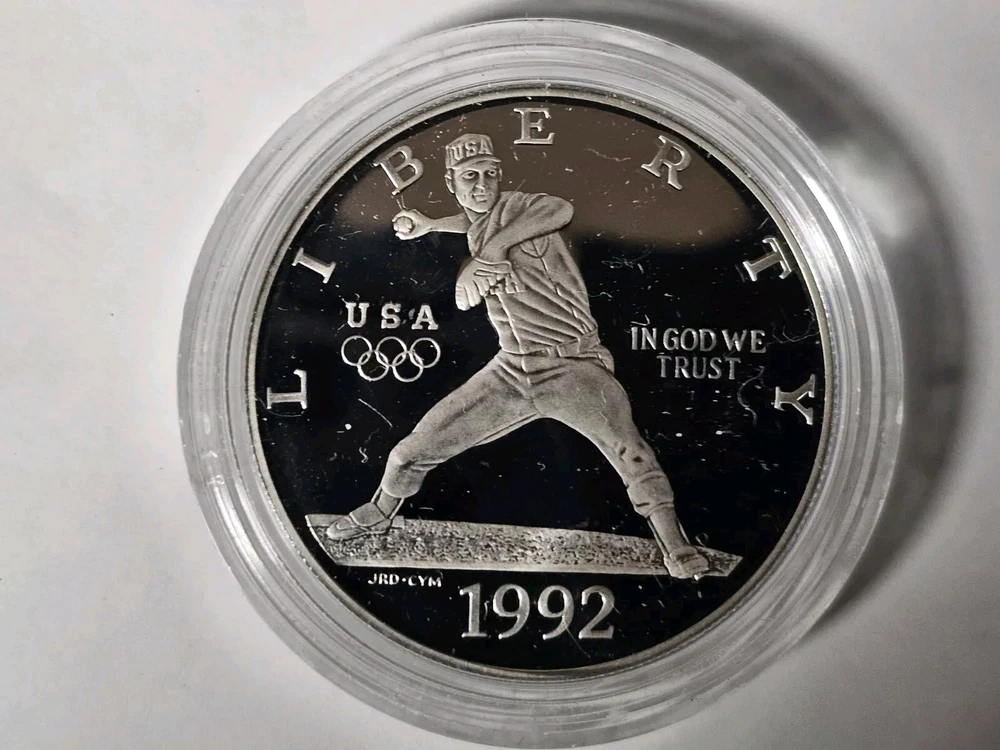 LIBERTY
USA
USA
IN GOD WE
TRUST
JRD·CYM
1992